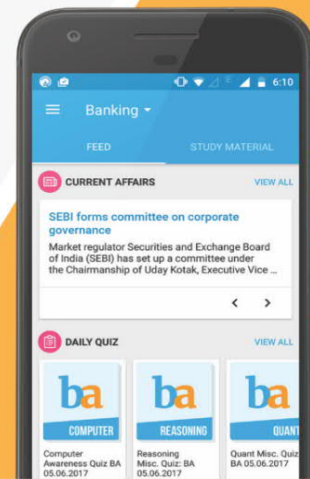 6:10
Banking
FEED
STUDY MATERIAL
CURRENT AFFAIRS
VIEW ALL
SEBI forms committee on corporate
governance
Market regulator Securities and Exchange Board
of India (SEBI) has set up a committee under
the Chairmanship of Uday Kotak, Executive Vice ...
DAILY QUIZ
VIEW ALL
ba
COMPUTER
Computer
Awareness Quiz BA
05.06.2017
ba
REASONING
Reasoning
Misc. Quiz: BA
05.06.2017
ba
QUANT
Quant Misc. Quiz
BA 05.06.2017